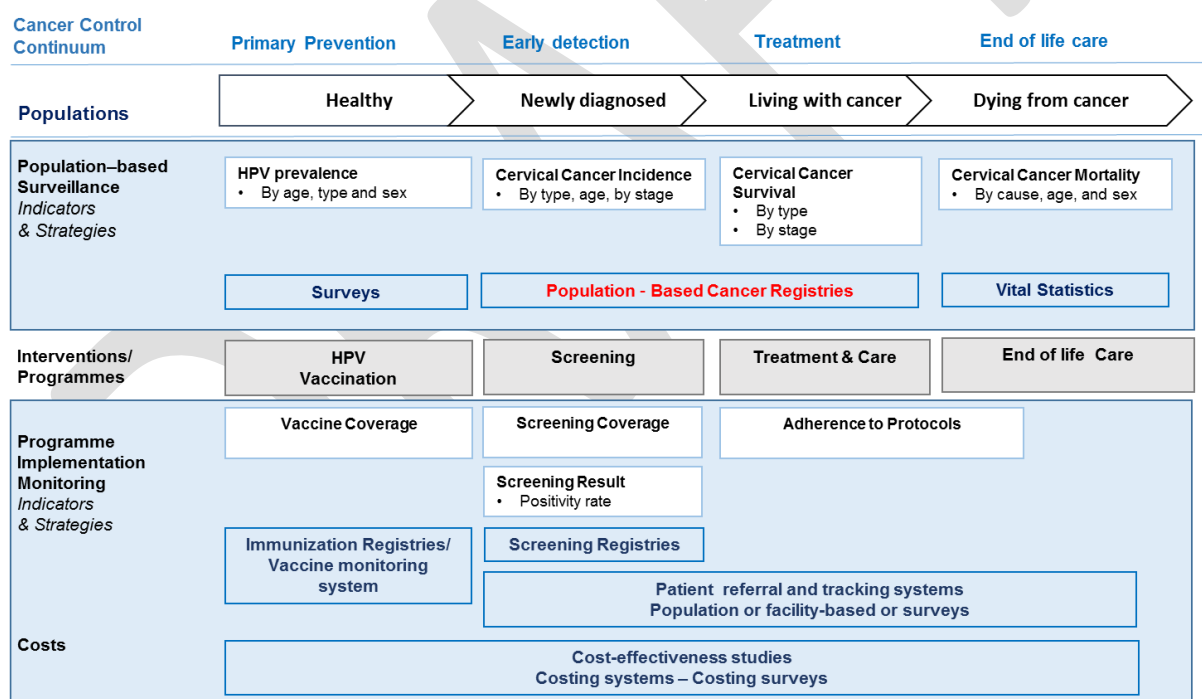 Cancer Control
Continuum
Primary Prevention
Early detection
Treatment
End of life care
Populations
Healthy
Newly diagnosed
Living with cancer
Dying from cancer
Population–based
Surveillance
Indicators
& Strategies
HPV prevalence
• By age, type and sex
Cervical Cancer Incidence
• By type, age, by stage
Cervical Cancer
Survival
• By type
• By stage
Cervical Cancer Mortality
• By cause, age, and sex
Surveys
Population - Based Cancer Registries
Vital Statistics
Interventions/
Programmes
HPV
Vaccination
Screening
Treatment & Care
End of life Care
Programme
Implementation
Monitoring
Indicators
& Strategies
Vaccine Coverage
Screening Coverage
Adherence to Protocols
Screening Result
• Positivity rate
Immunization Registries/
Vaccine monitoring
system
Screening Registries
Patient referral and tracking systems
Population or facility-based or surveys
Costs
Cost-effectiveness studies
Costing systems – Costing surveys